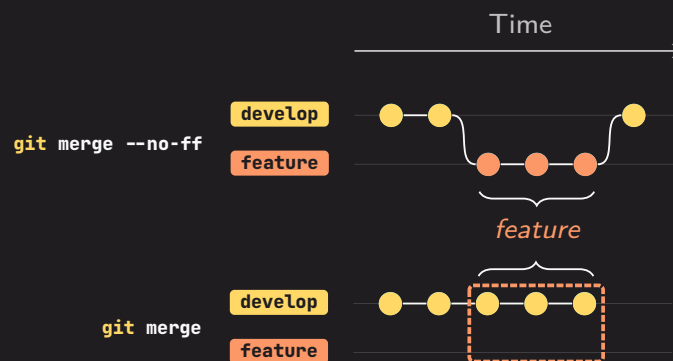 Time
develop
git merge --no-ff
feature
feature
develop
git merge
feature